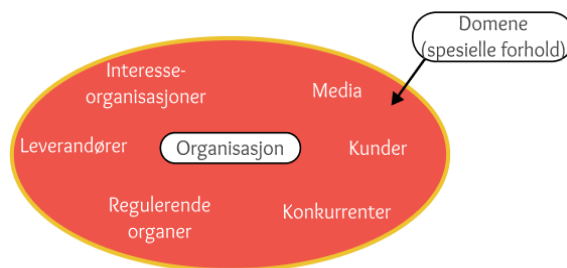 Domene
(spesielle forhold)
Interesse-
organisasjoner
Media
Leverandører
Organisasjon
Kunder
Regulerende
organer
Konkurrenter